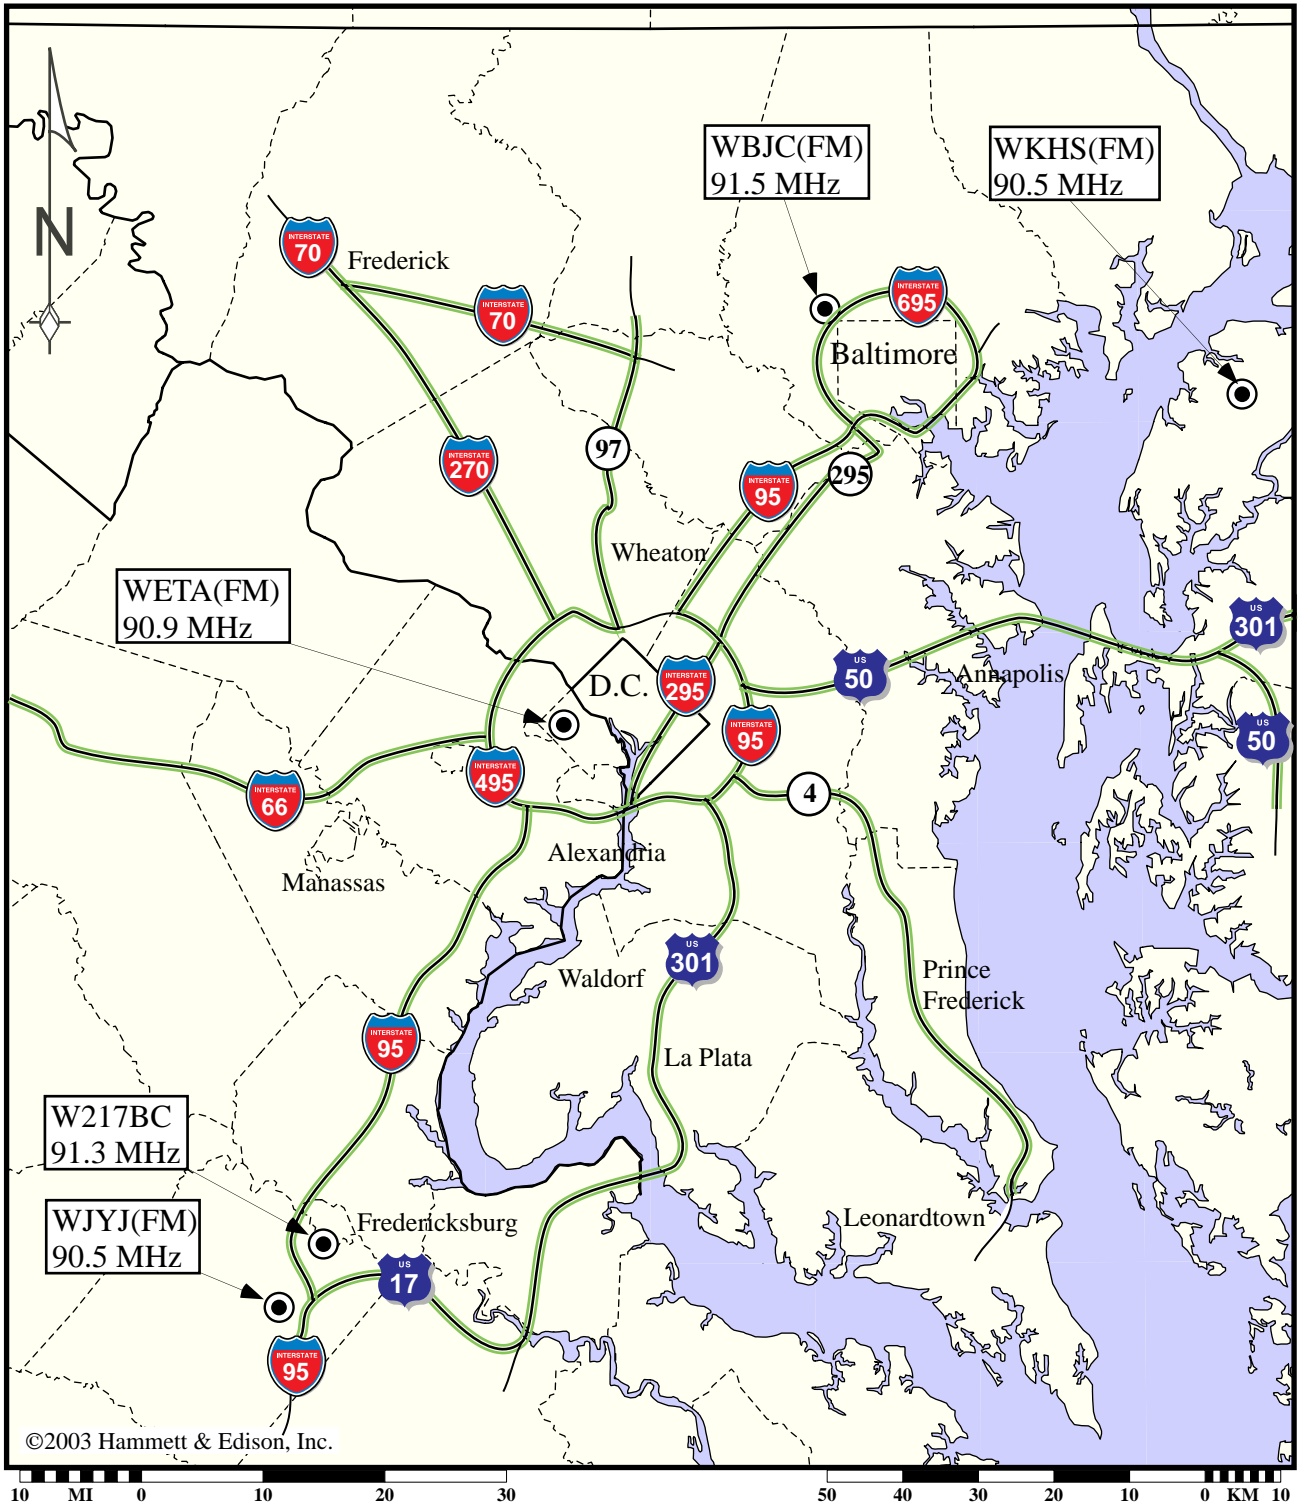 WBJC(FM)
91.5 MHz
WKHS(FM)
90.5 MHz
N
INTERSTATE
70
Frederick
INTERSTATE
70
INTERSTATE
695
Baltimore
97
INTERSTATE
270
INTERSTATE
95
295
Wheaton
WETA(FM)
90.9 MHz
US
301
US
50
Annapolis
D.C.
INTERSTATE
295
INTERSTATE
95
US
50
INTERSTATE
495
INTERSTATE
66
4
Alexandria
Manassas
US
301
Waldorf
Prince
Frederick
INTERSTATE
95
La Plata
W217BC
91.3 MHz
WJYJ(FM)
90.5 MHz
Fredericksburg
Leonardtown
US
17
INTERSTATE
95
©2003 Hammett & Edison, Inc.
10 MI 0 10 20 30 50 40 30 20 10 0 KM 10